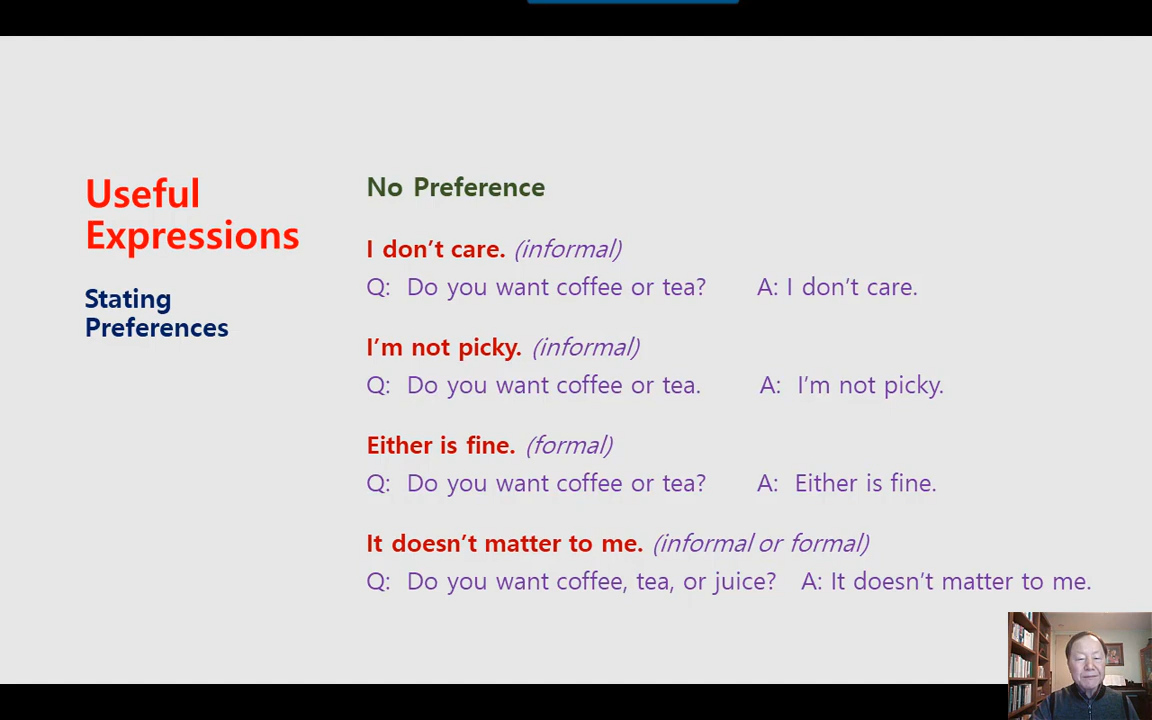 Useful
Expressions
Stating
Preferences
No Preference
I don’t care. (informal)
Q: Do you want coffee or tea? A: I don’t care.
I’m not picky. (informal)
Q: Do you want coffee or tea. A: I’m not picky.
Either is fine. (formal)
Q: Do you want coffee or tea? A: Either is fine.
It doesn’t matter to me. (informal or formal)
Q: Do you want coffee, tea, or juice? A: It doesn’t matter to me.